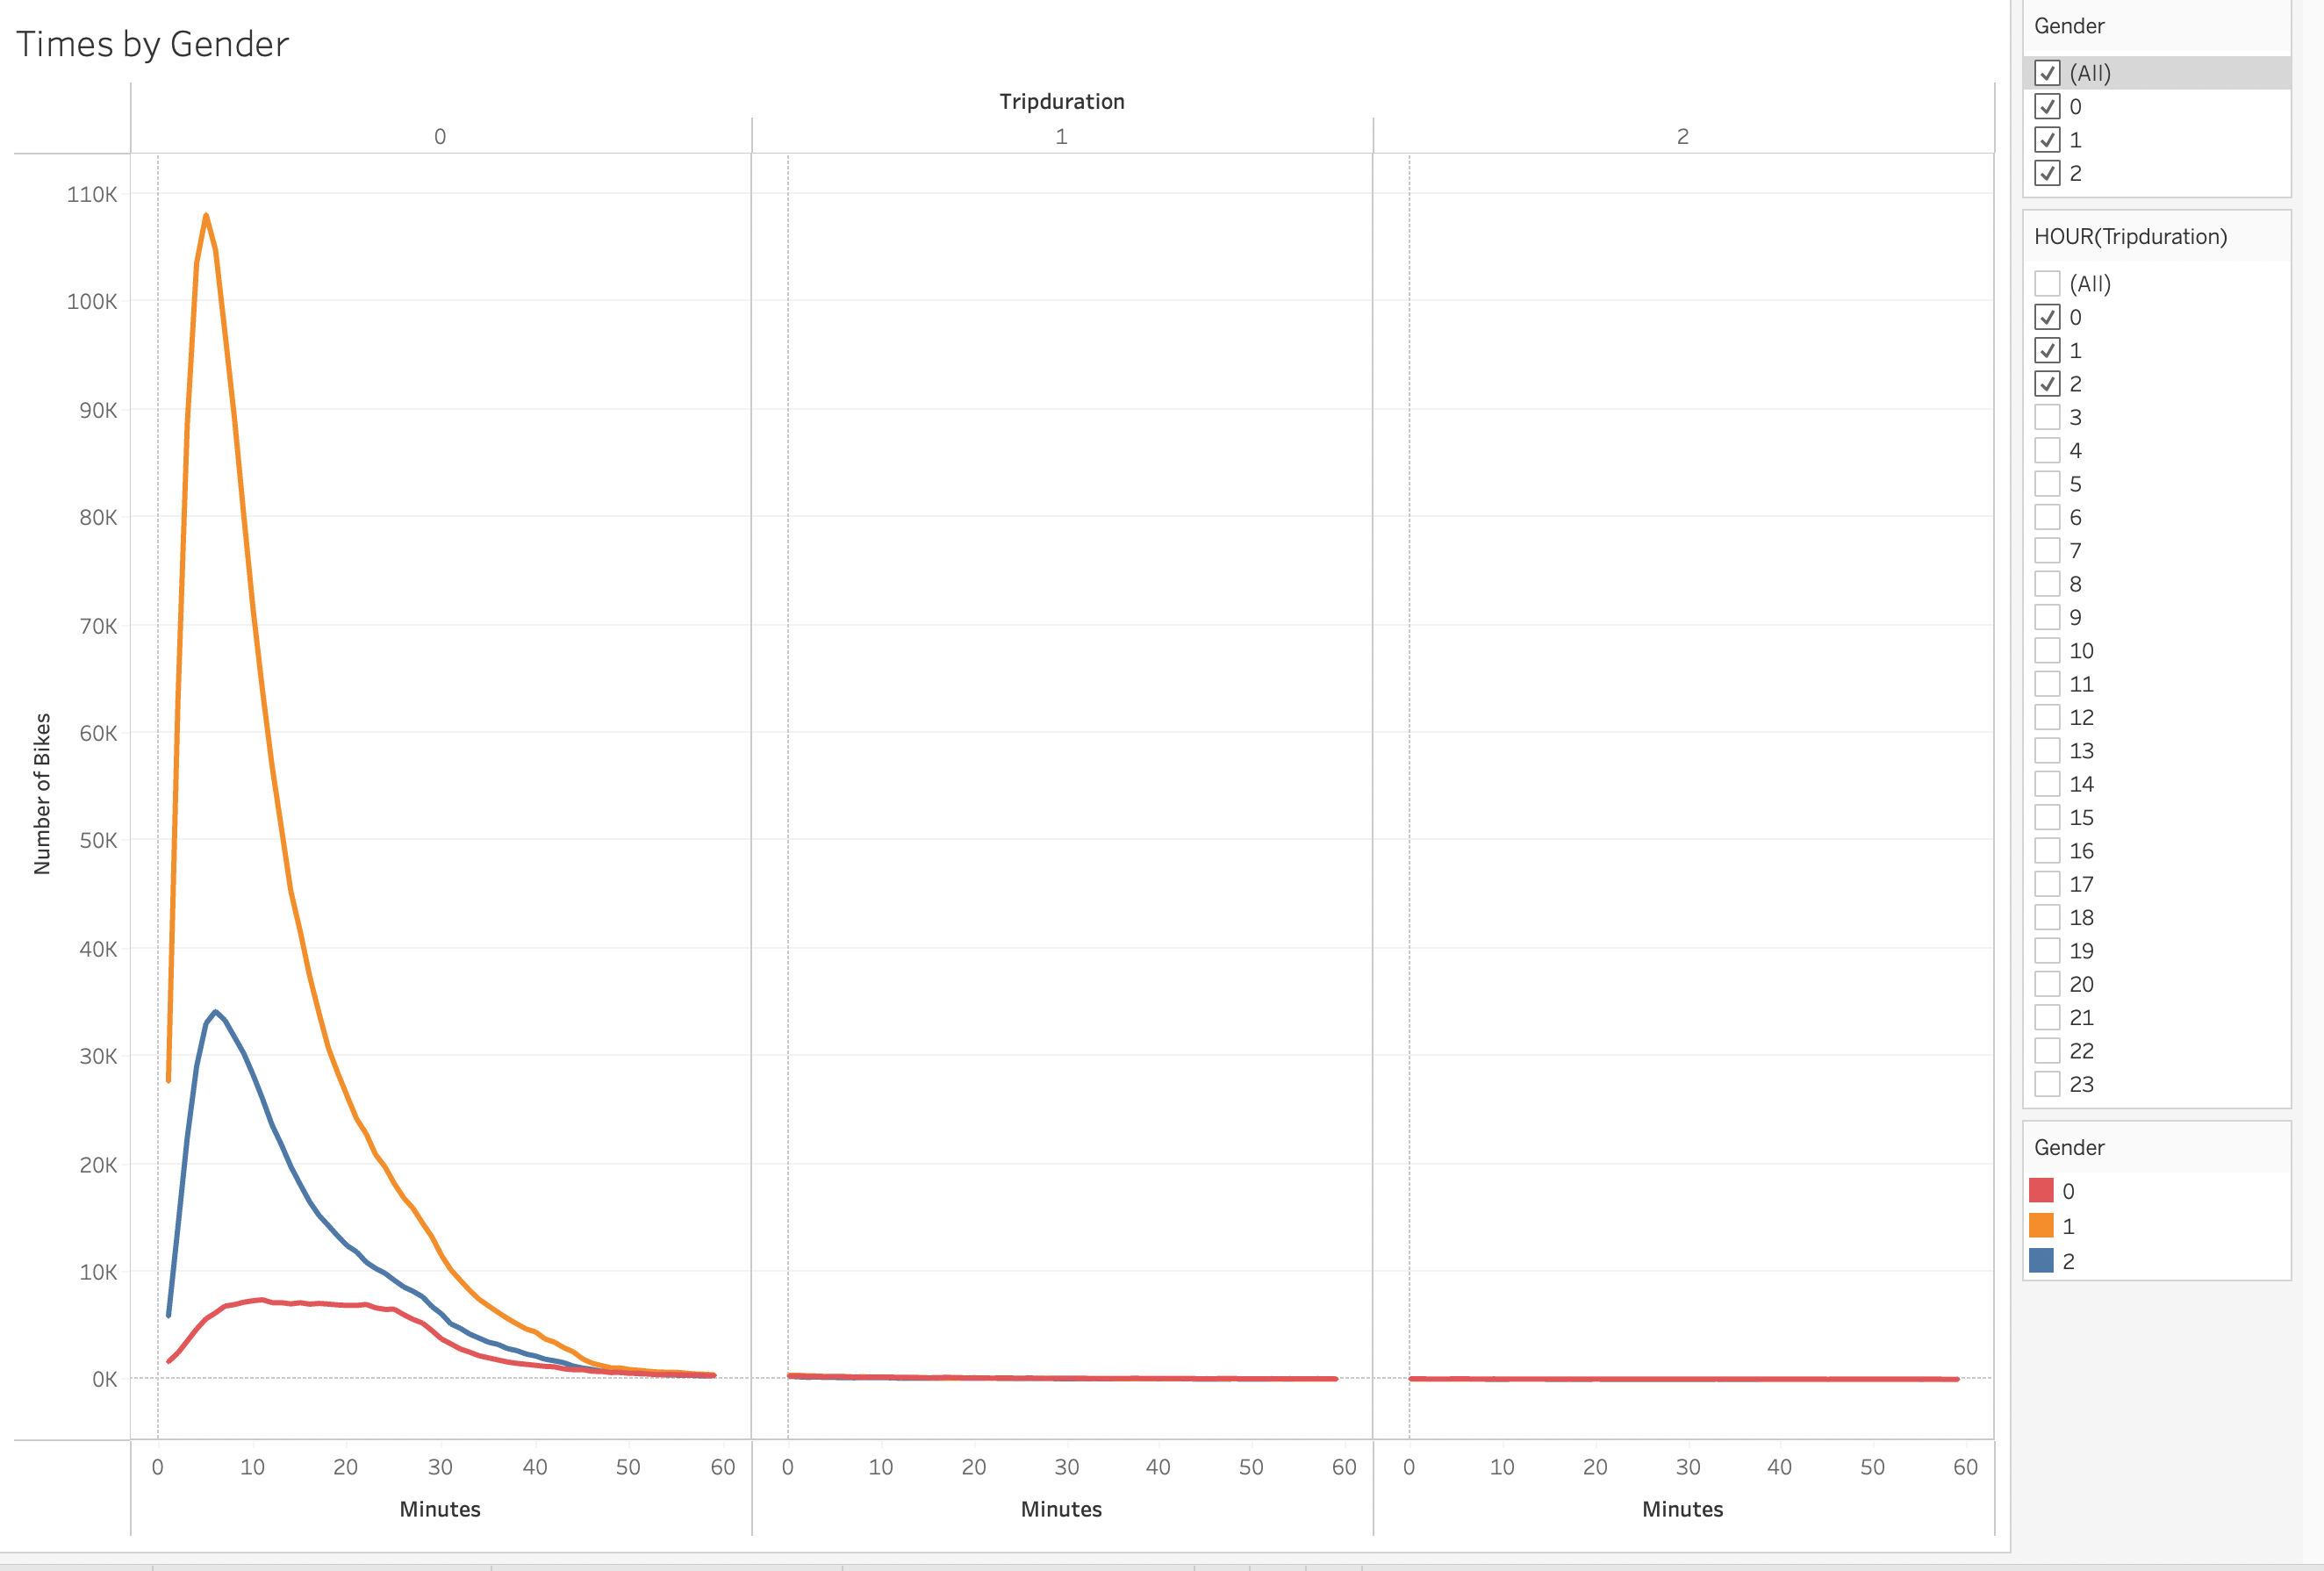 Times by Gender
Tripduration
0 1 2
110K
100K
90K
80K
70K
60K
50K
40K
30K
20K
10K
0K
Number of Bikes
0 10 20 30 40 50 60 0 10 20 30 40 50 60 0 10 20 30 40 50 60
Minutes Minutes Minutes
Gender
(All)
0
1
2
HOUR(Tripduration)
(All)
0
1
2
3
4
5
6
7
8
9
10
11
12
13
14
15
16
17
18
19
20
21
22
23
Gender
0
1
2